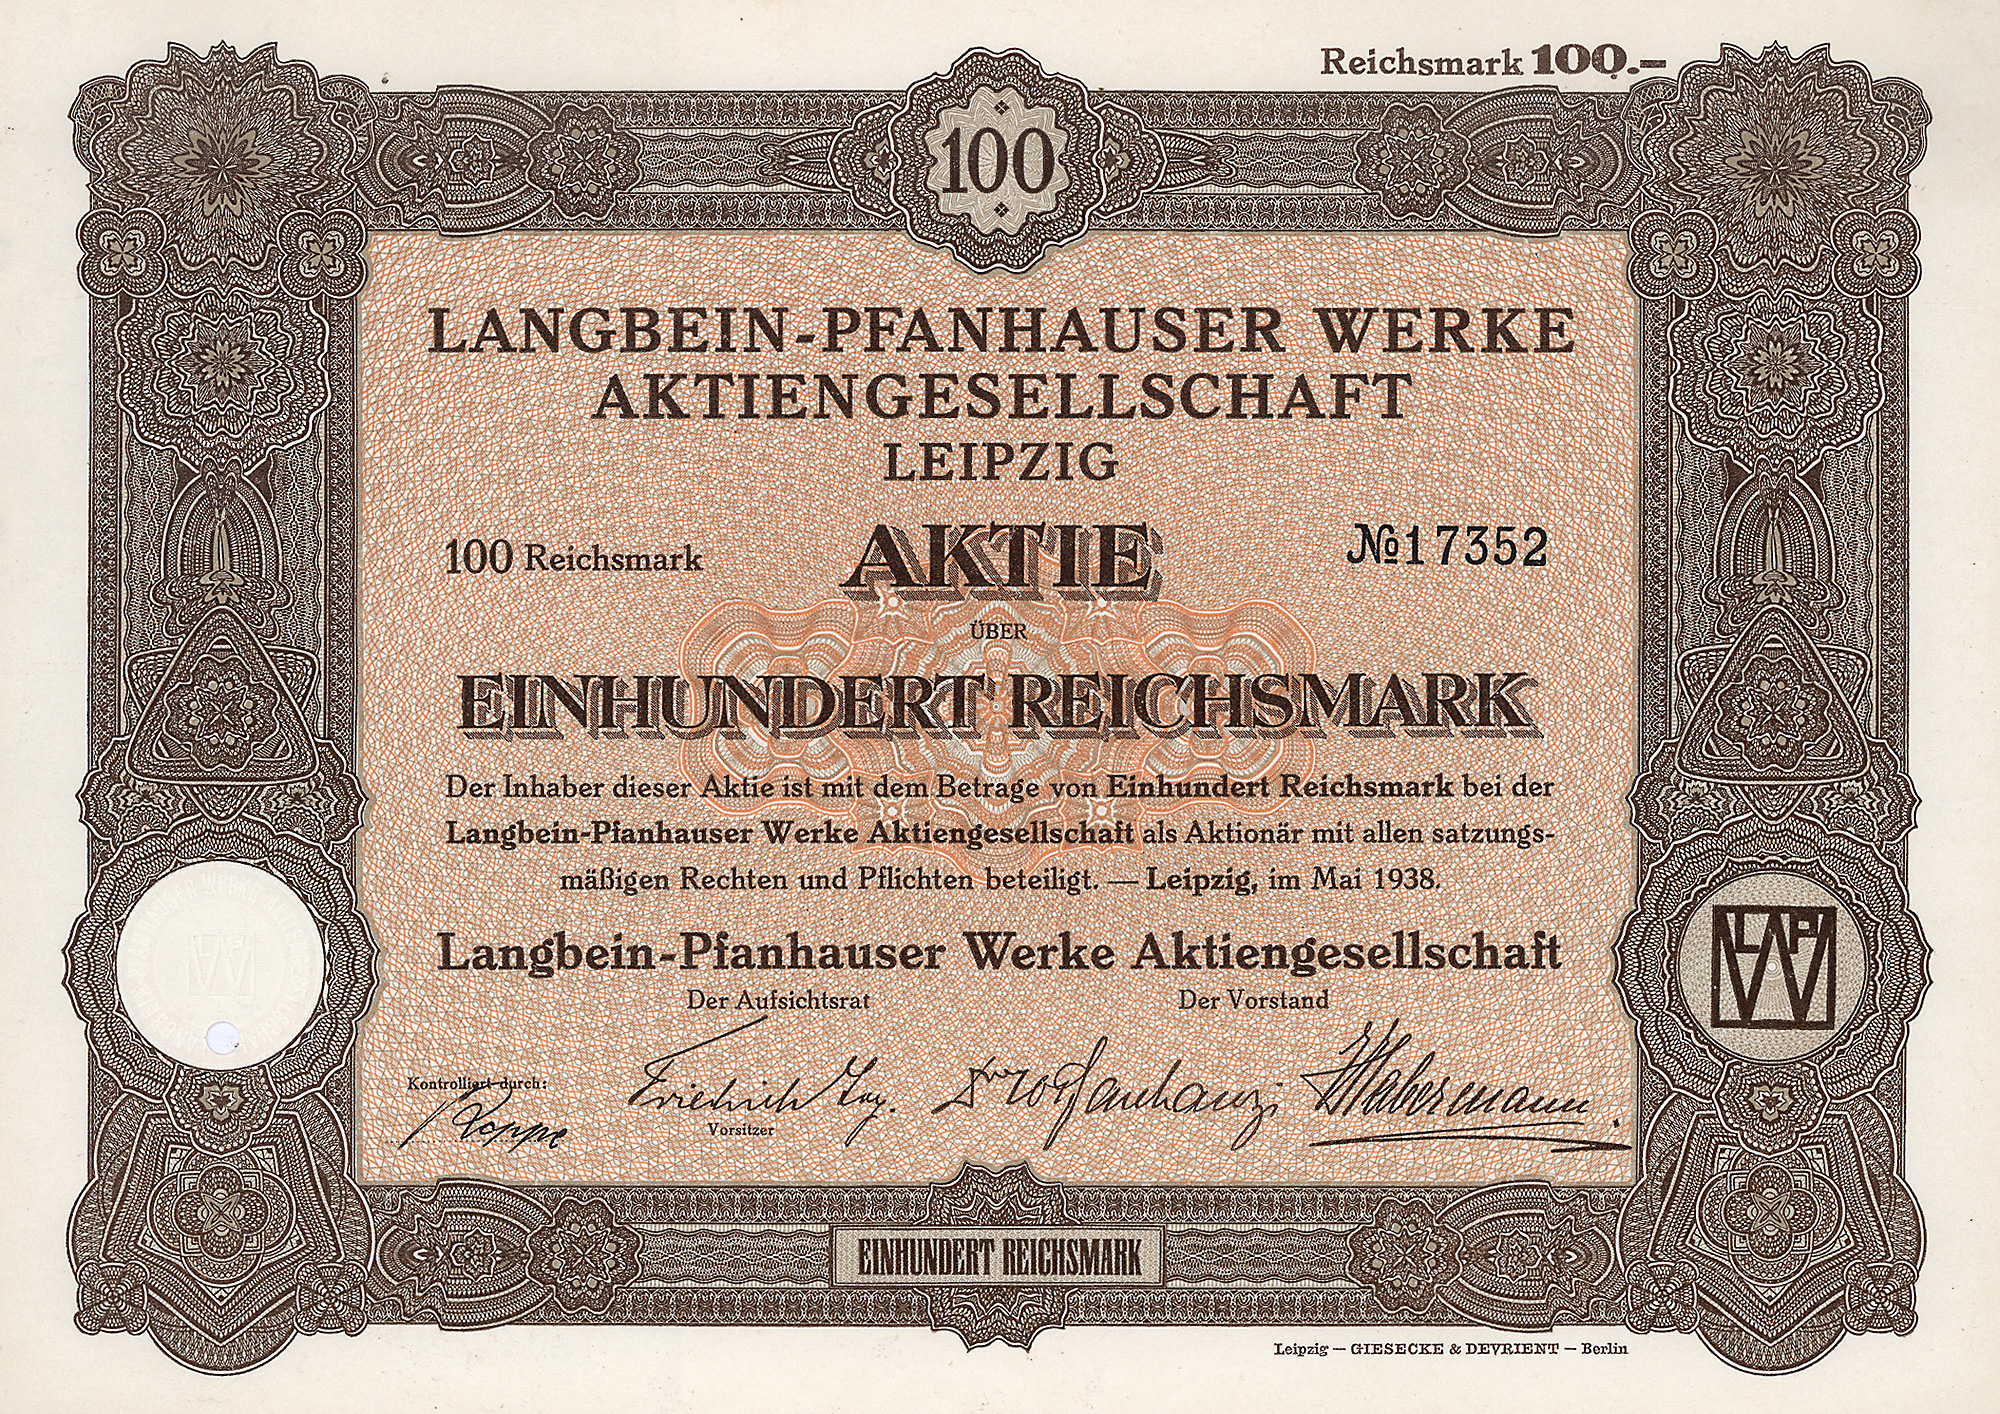 Reichsmark 100.–
100
LANGBEIN-PFANHAUSER WERKE
AKTIENGESELLSCHAFT
LEIPZIG
100 Reichsmark
AKTIE
№17352
ÜBER
EINHUNDERT REICHSMARK
Der Inhaber dieser Aktie ist mit dem Betrage von Einhundert Reichsmark bei der
Langbein-Pfanhauser Werke Aktiengesellschaft als Aktionär mit allen satzungs-
mäßigen Rechten und Pflichten beteiligt. — Leipzig, im Mai 1938.
LPW
Langbein-Pfanhauser Werke Aktiengesellschaft
Der Aufsichtsrat
Der Vorstand
Kontrolliert durch:
Friedrich
Habermann
Vorsitzer
EINHUNDERT REICHSMARK
Leipzig — GIESECKE & DEVRIENT — Berlin